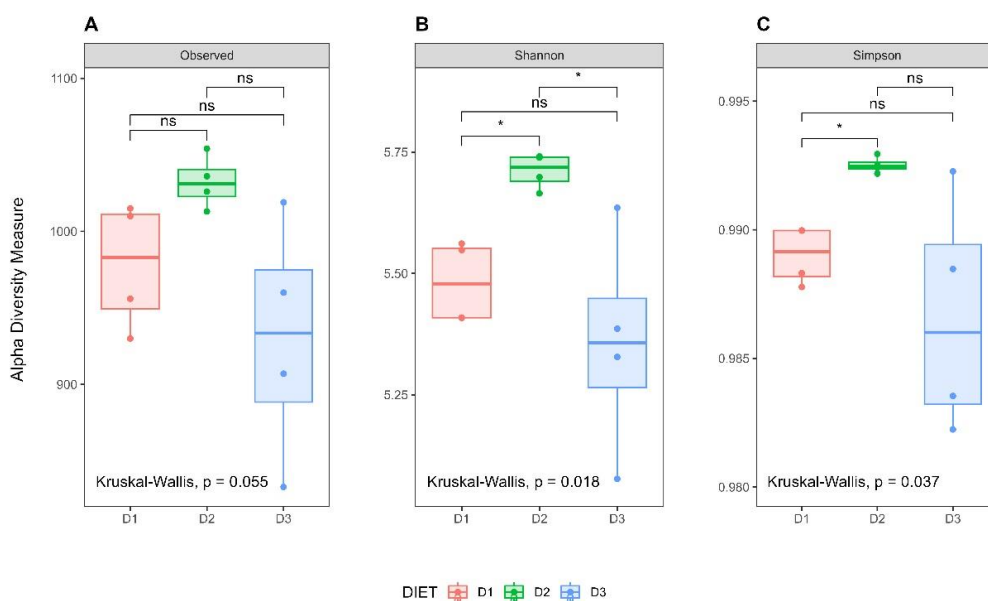 A
B
C
Observed
Shannon
Simpson
Alpha Diversity Measure
1100
1000
900
ns
ns
ns
Kruskal-Wallis, p = 0.055
D1 D2 D3
5.75
5.50
5.25
*
ns
*
Kruskal-Wallis, p = 0.018
D1 D2 D3
0.995
0.990
0.985
0.980
ns
ns
*
Kruskal-Wallis, p = 0.037
D1 D2 D3
DIET D1 D2 D3